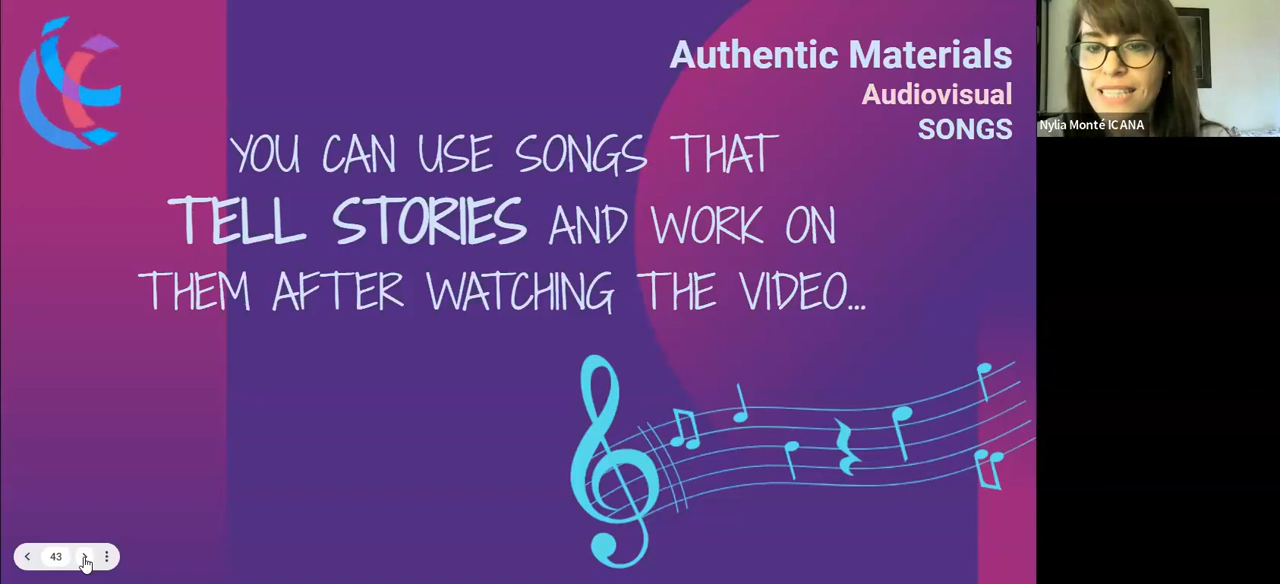 Authentic Materials
Audiovisual
SONGS
YOU CAN USE SONGS THAT
TELL STORIES AND WORK ON
THEM AFTER WATCHING THE VIDEO...
Nylia Monté ICANA
43